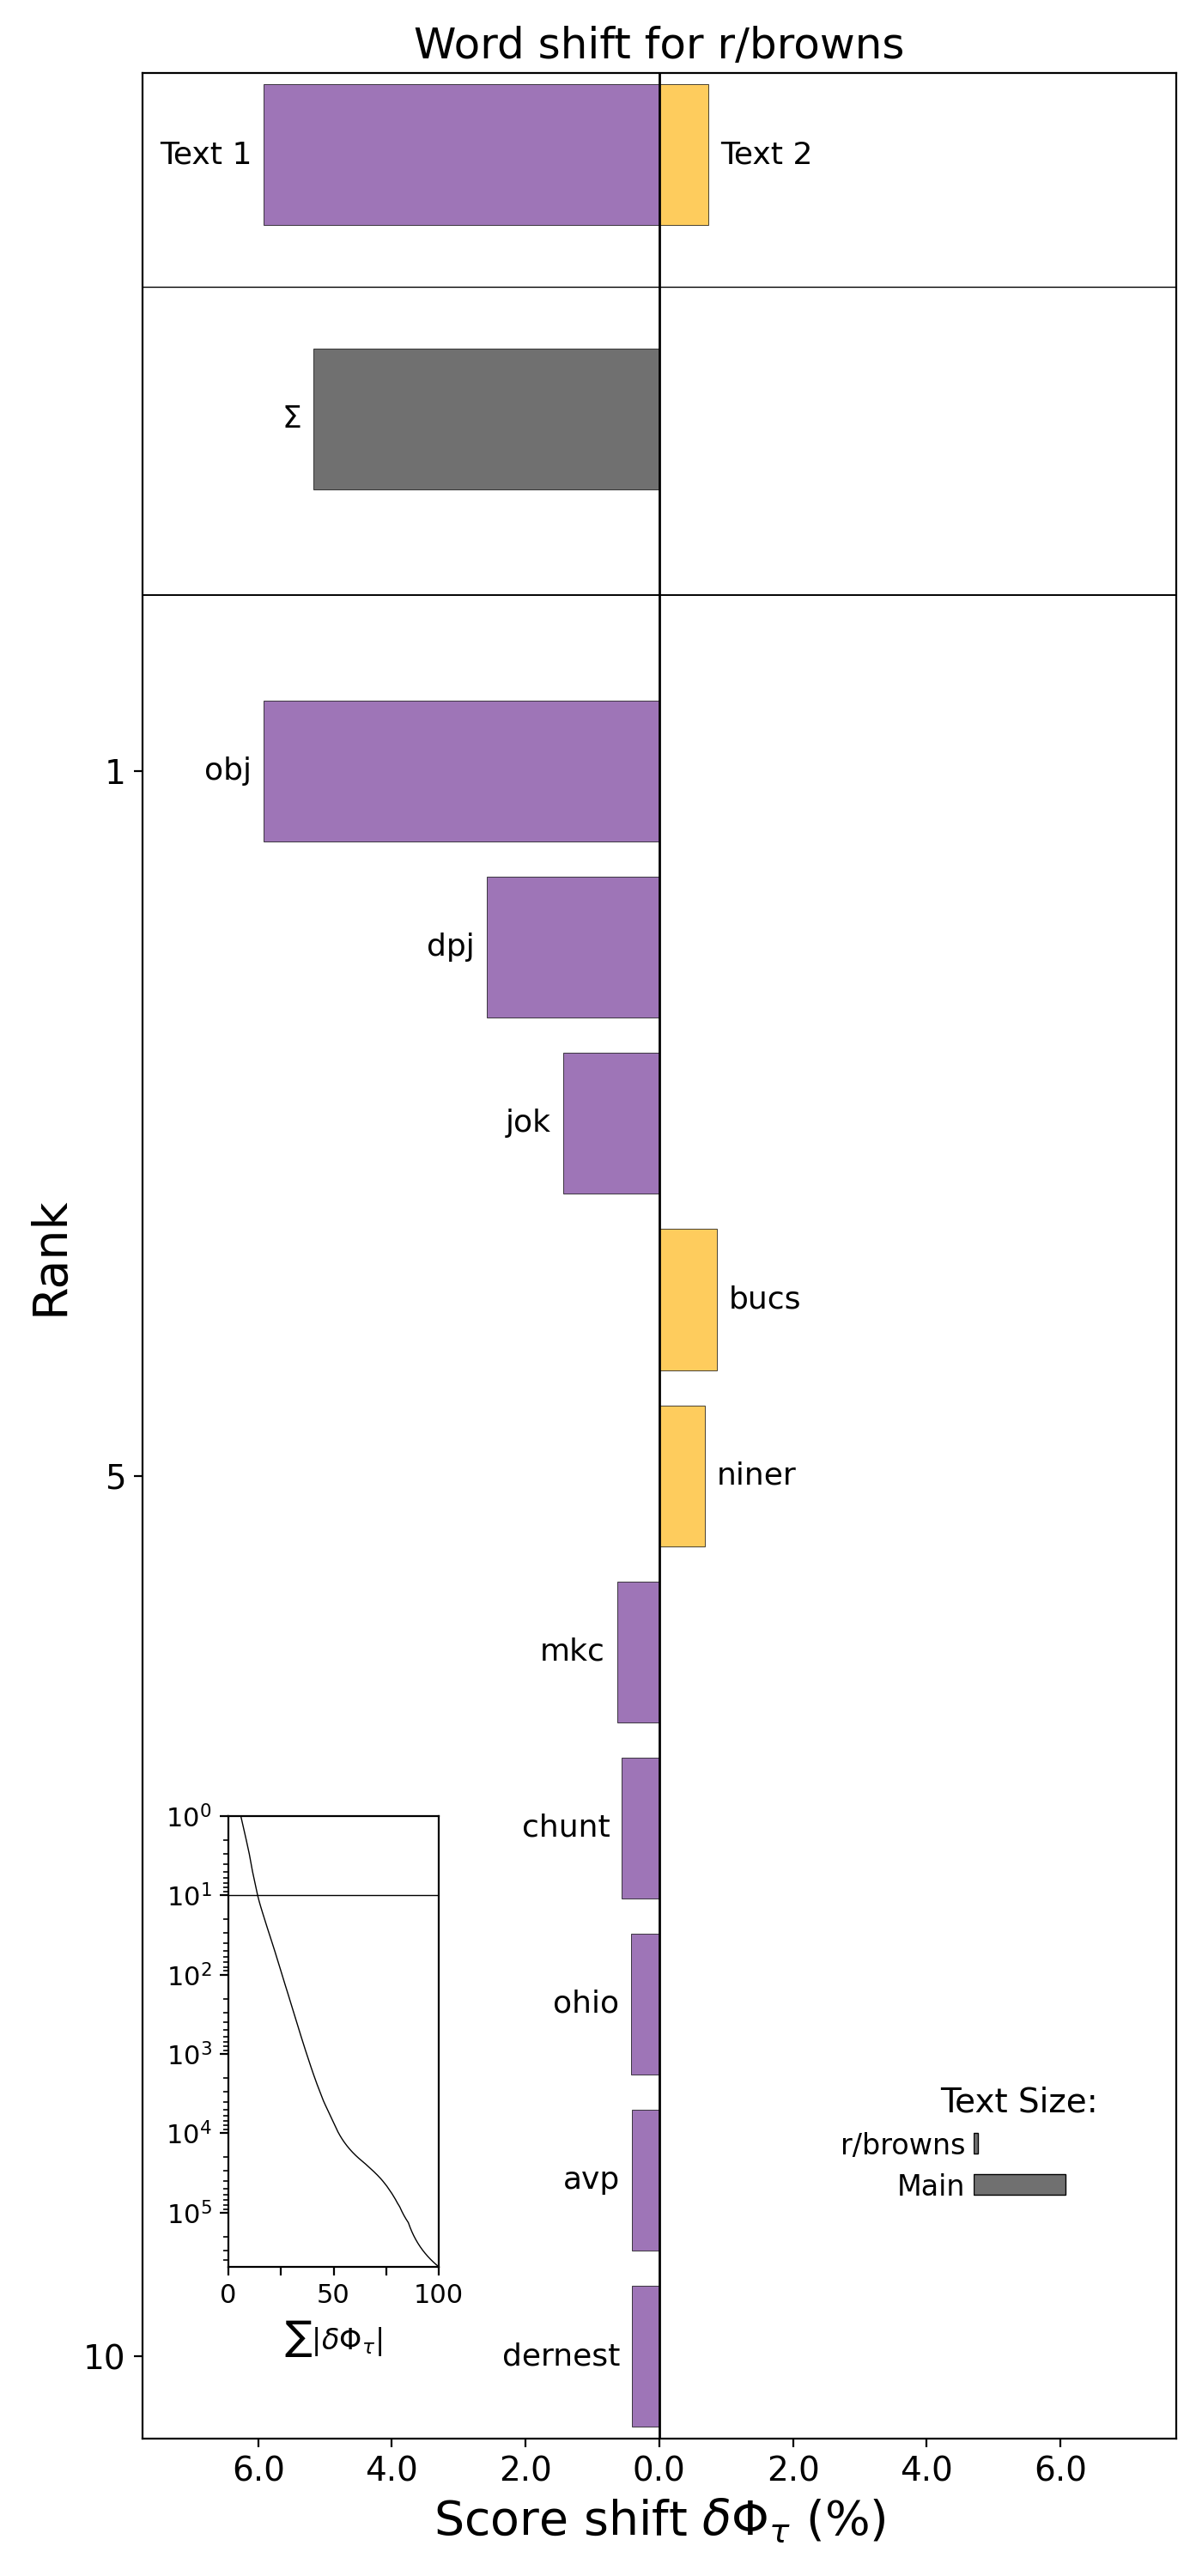 Word shift for r/browns
Text 1
Text 2
Σ
Rank
1
obj
dpj
jok
bucs
5
niner
mkc
chunt
ohio
avp
10
dernest
10⁰
10¹
10²
10³
10⁴
10⁵
0 50 100
∑|δΦτ|
Text Size:
r/browns
Main
6.0 4.0 2.0 0.0 2.0 4.0 6.0
Score shift δΦτ (%)